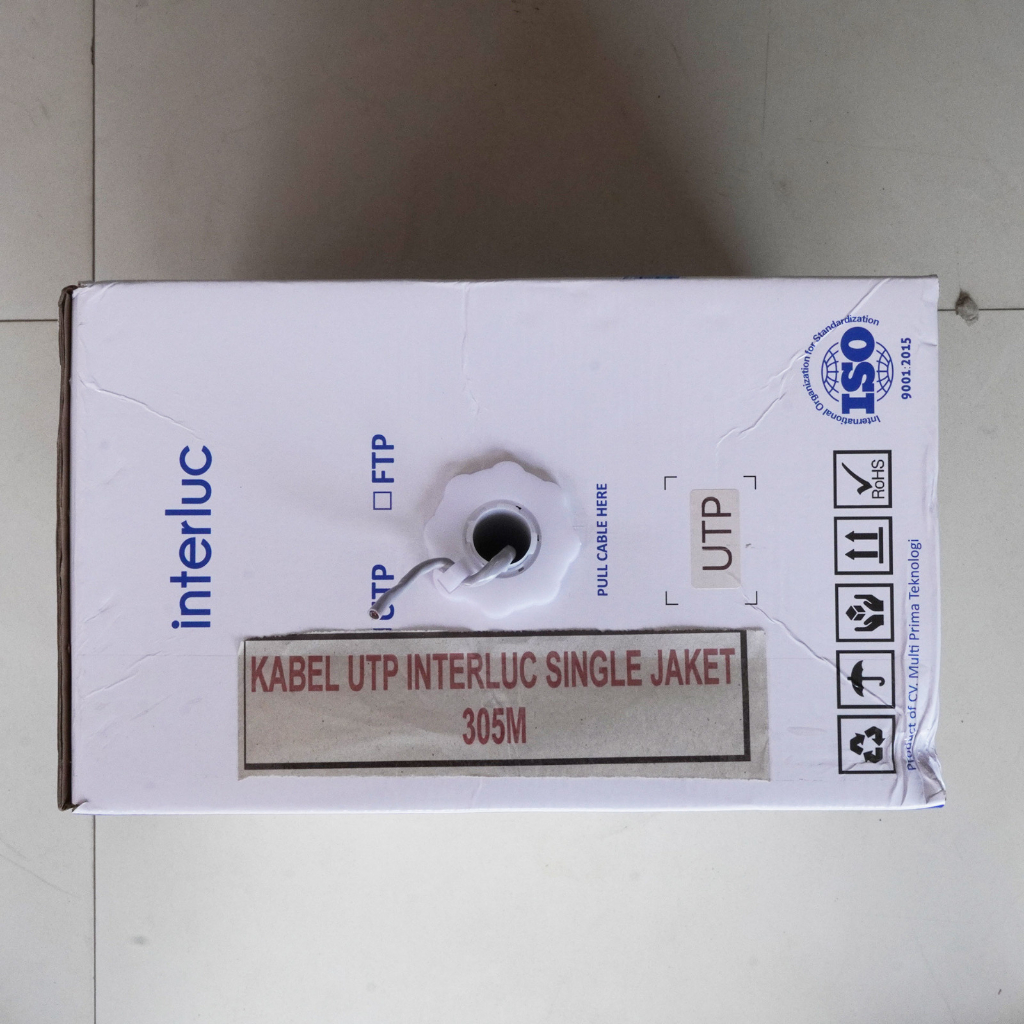 interluc
FTP
UTP
PULL CABLE HERE
UTP
International Organization for Standardization
ISO
9001:2015
RoHS
Product of CV. Multi Prima Teknologi
KABEL UTP INTERLUC SINGLE JAKET
305M